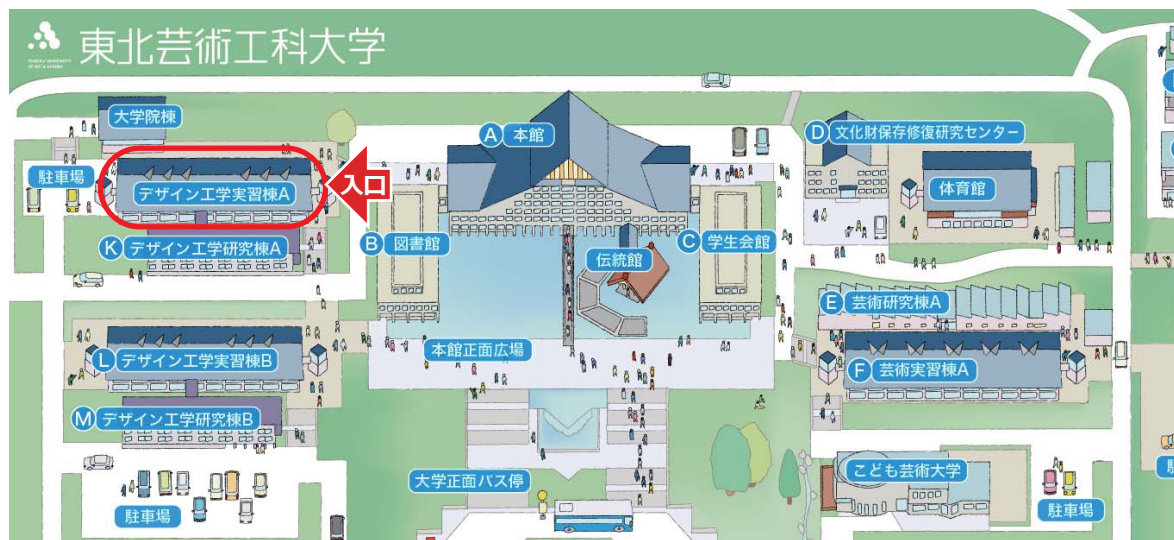 東北芸術工科大学
TOHOKU UNIVERSITY
OF ART & DESIGN
大学院棟
A 本館
D 文化財保存修復研究センター
駐車場
デザイン工学実習棟A
入口
体育館
K デザイン工学研究棟A
B 図書館
伝統館
C 学生会館
E 芸術研究棟A
L デザイン工学実習棟B
本館正面広場
F 芸術実習棟A
M デザイン工学研究棟B
大学正面バス停
こども芸術大学
駐車場
駐車場